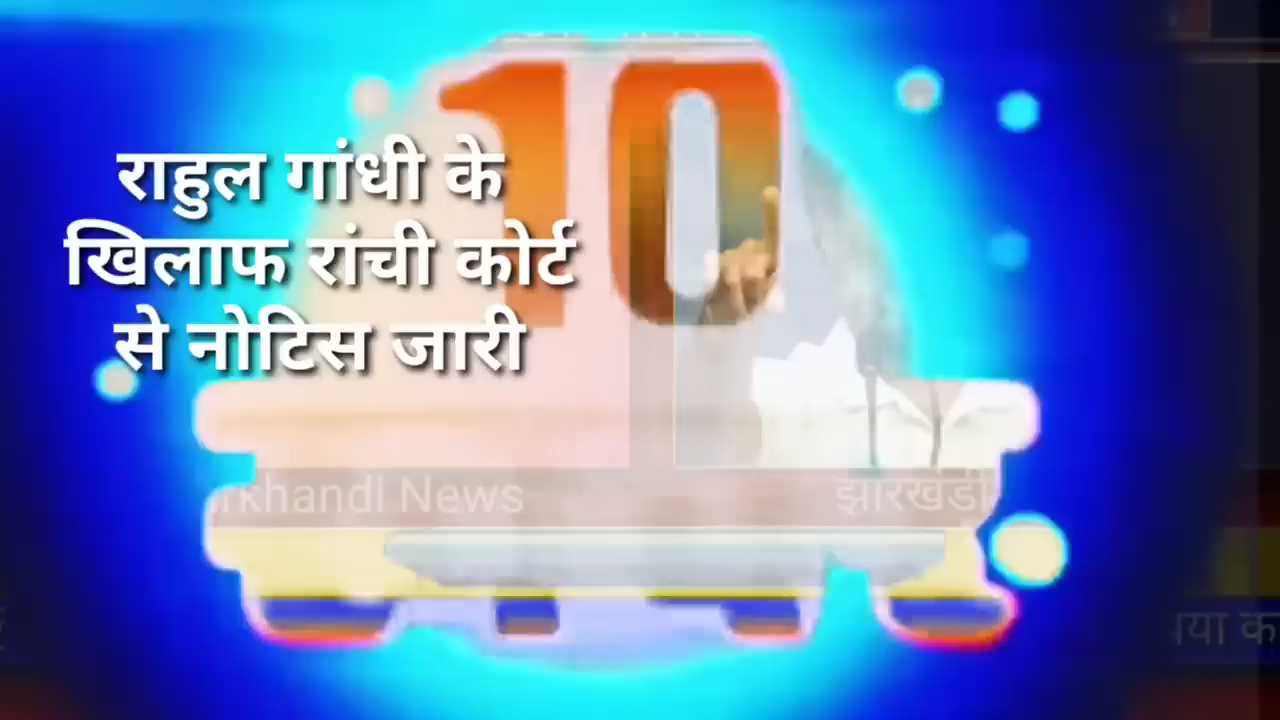 10
राहुल गांधी के
खिलाफ रांची कोर्ट
से नोटिस जारी
rkhandi News
झारखंडी